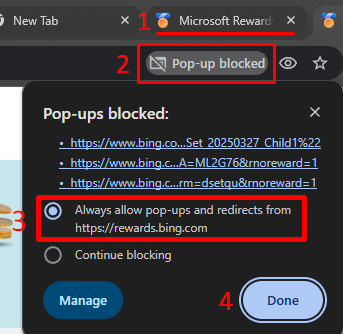 New Tab
1
Microsoft Rewards
2
Pop-up blocked
Pop-ups blocked:
https://www.bing.co...Set_20250327_Child1%22
https://www.bing.c...A=ML2G76&rnoreward=1
https://www.bing.c...rm=dsetqu&rnoreward=1
3
Always allow pop-ups and redirects from
https://rewards.bing.com
Continue blocking
Manage
4
Done